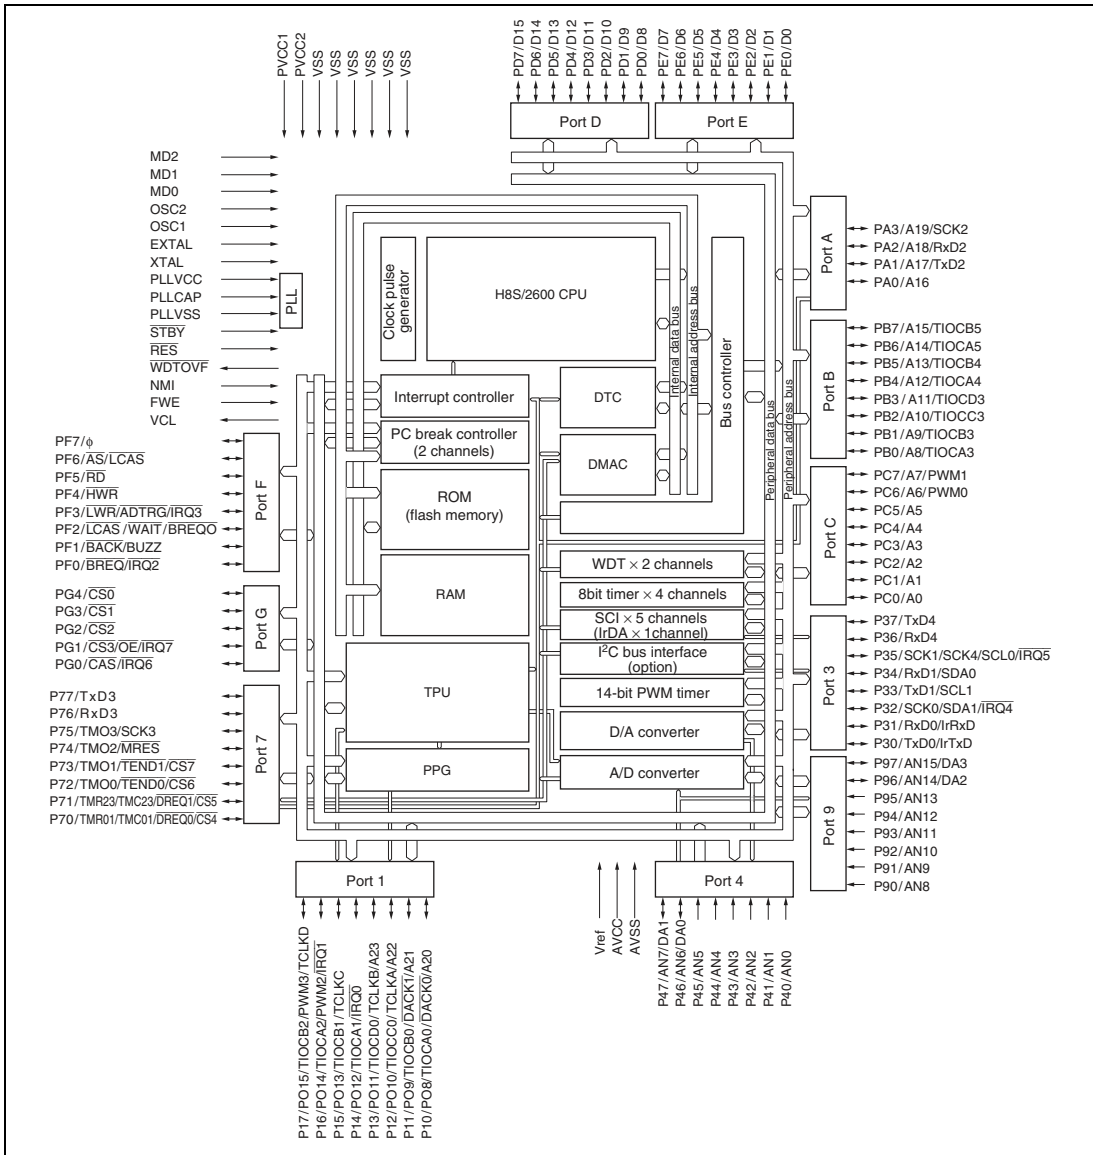 PVCC1
PVCC2
VSS
VSS
VSS
VSS
VSS
VSS
PD7/D15
PD6/D14
PD5/D13
PD4/D12
PD3/D11
PD2/D10
PD1/D9
PD0/D8
PE7/D7
PE6/D6
PE5/D5
PE4/D4
PE3/D3
PE2/D2
PE1/D1
PE0/D0
Port D
Port E
MD2
MD1
MD0
OSC2
OSC1
EXTAL
XTAL
PLLVCC
PLLCAP
PLLVSS
STBY
RES
WDTOVF
NMI
FWE
VCL
PLL
Clock pulse
generator
H8S/2600 CPU
Interrupt controller
PC break controller
(2 channels)
ROM
(flash memory)
RAM
TPU
PPG
DTC
DMAC
Internal data bus
Internal address bus
Bus controller
Peripheral data bus
Peripheral address bus
WDT × 2 channels
8bit timer × 4 channels
SCI × 5 channels
(IrDA × 1channel)
I²C bus interface
(option)
14-bit PWM timer
D/A converter
A/D converter
Port A
PA3/A19/SCK2
PA2/A18/RxD2
PA1/A17/TxD2
PA0/A16
Port B
PB7/A15/TIOCB5
PB6/A14/TIOCA5
PB5/A13/TIOCB4
PB4/A12/TIOCA4
PB3/A11/TIOCD3
PB2/A10/TIOCC3
PB1/A9/TIOCB3
PB0/A8/TIOCA3
Port C
PC7/A7/PWM1
PC6/A6/PWM0
PC5/A5
PC4/A4
PC3/A3
PC2/A2
PC1/A1
PC0/A0
Port 3
P37/TxD4
P36/RxD4
P35/SCK1/SCK4/SCL0/IRQ5
P34/RxD1/SDA0
P33/TxD1/SCL1
P32/SCK0/SDA1/IRQ4
P31/RxD0/IrRxD
P30/TxD0/IrTxD
Port 9
P97/AN15/DA3
P96/AN14/DA2
P95/AN13
P94/AN12
P93/AN11
P92/AN10
P91/AN9
P90/AN8
PF7/ϕ
PF6/AS/LCAS
PF5/RD
PF4/HWR
PF3/LWR/ADTRG/IRQ3
PF2/LCAS/WAIT/BREQO
PF1/BACK/BUZZ
PF0/BREQ/IRQ2
Port F
PG4/CS0
PG3/CS1
PG2/CS2
PG1/CS3/OE/IRQ7
PG0/CAS/IRQ6
Port G
P77/TxD3
P76/RxD3
P75/TMO3/SCK3
P74/TMO2/MRES
P73/TMO1/TEND1/CS7
P72/TMO0/TEND0/CS6
P71/TMR23/TMC23/DREQ1/CS5
P70/TMR01/TMC01/DREQ0/CS4
Port 7
Port 1
P17/PO15/TIOCB2/PWM3/TCLKD
P16/PO14/TIOCA2/PWM2/IRQ1
P15/PO13/TIOCB1/TCLKC
P14/PO12/TIOCA1/IRQ0
P13/PO11/TIOCD0/TCLKB/A23
P12/PO10/TIOCC0/TCLKA/A22
P11/PO9/TIOCB0/DACK1/A21
P10/PO8/TIOCA0/DACK0/A20
Vref
AVCC
AVSS
Port 4
P47/AN7/DA1
P46/AN6/DA0
P45/AN5
P44/AN4
P43/AN3
P42/AN2
P41/AN1
P40/AN0